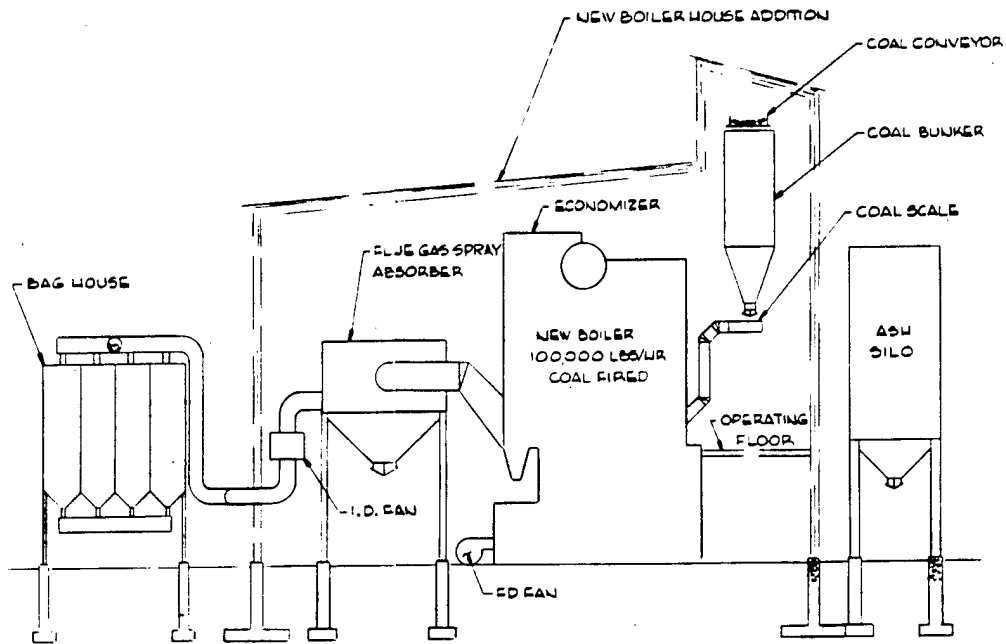 NEW BOILER HOUSE ADDITION
COAL CONVEYOR
COAL BUNKER
ECONOMIZER
COAL SCALE
FLUE GAS SPRAY
ABSORBER
BAG HOUSE
NEW BOILER
100,000 LBS/HR
COAL FIRED
ASH
SILO
OPERATING
FLOOR
I.D. FAN
FD FAN